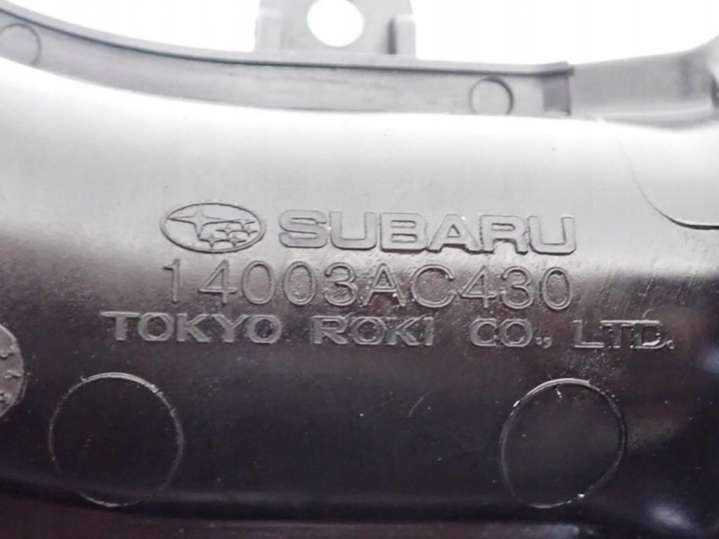 SUBARU
14003AC430
TOKYO ROKI CO., LTD.